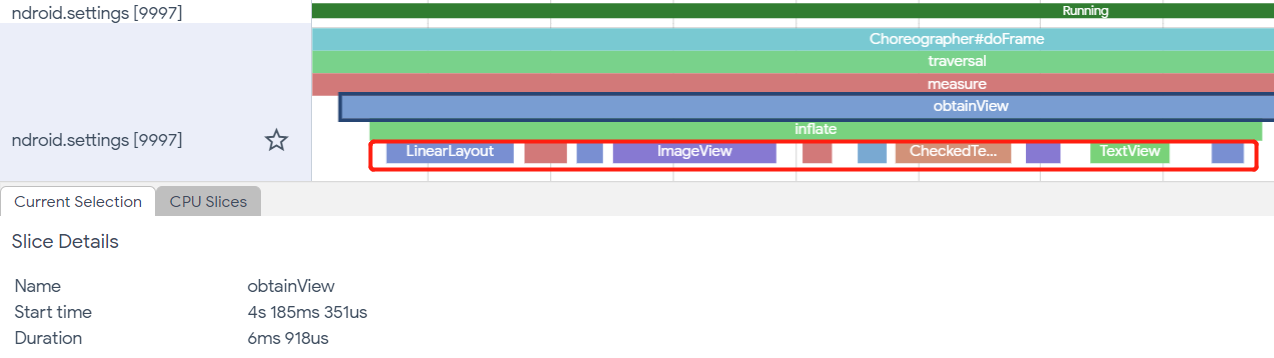 ndroid.settings [9997]
Running
Choreographer#doFrame
traversal
measure
obtainView
inflate
ndroid.settings [9997]
LinearLayout
ImageView
CheckedTe...
TextView
Current Selection
CPU Slices
Slice Details
Name obtainView
Start time 4s 185ms 351us
Duration 6ms 918us